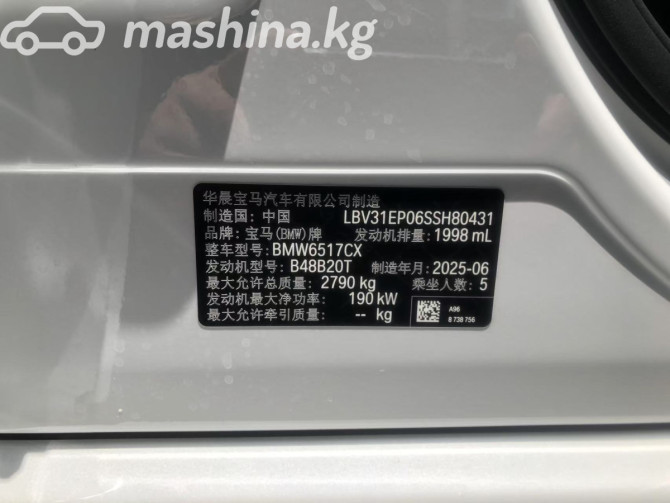 mashina.kg
华晨宝马汽车有限公司制造
制造国：中国 LBV31EP06SSH80431
品牌：宝马(BMW)牌 发动机排量：1998 mL
整车型号：BMW6517CX
发动机型号：B48B20T 制造年月：2025-06
最大允许总质量：2790 kg 乘坐人数：5
发动机最大净功率：190 kW
最大允许牵引质量：-- kg
A96
8 738 756